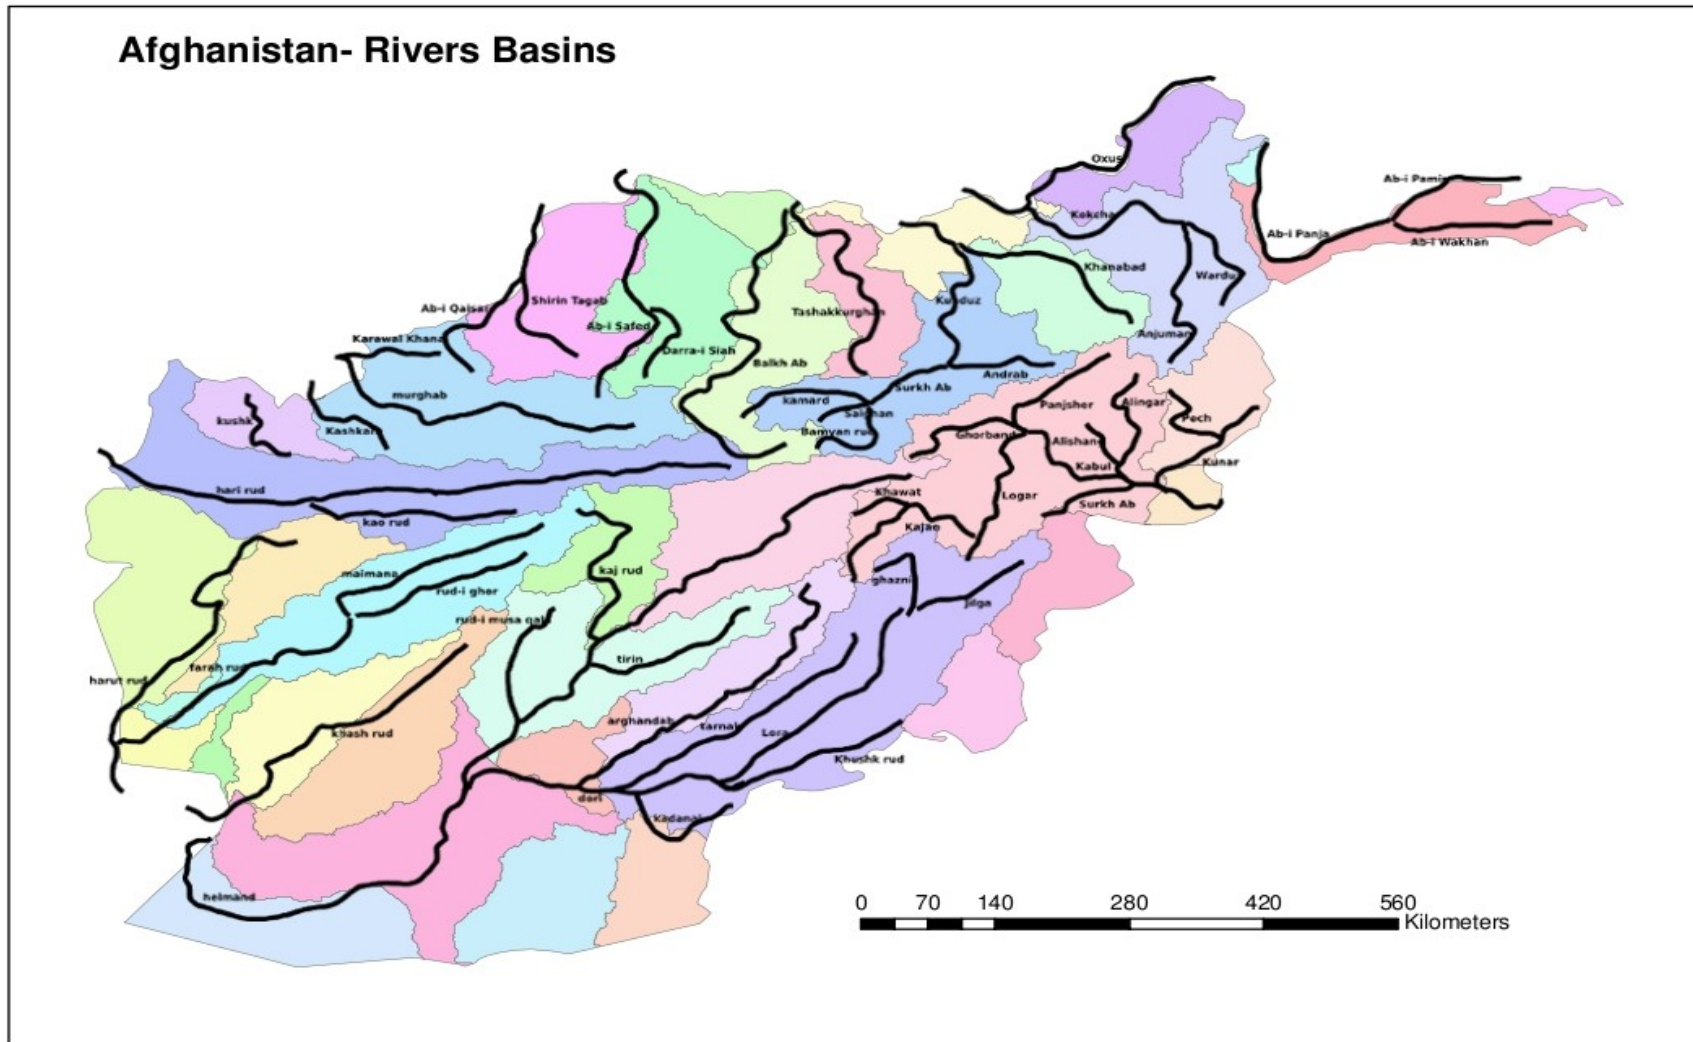 Afghanistan- Rivers Basins
Oxus
Ab-i Pamir
Kokcha
Ab-i Panja
Ab-i Wakhan
Khanabad
Wardu
Shirin Tagab
Ab-i Qaisar
Kunduz
Tashakkurghan
Ab-i Safed
Karawal Khana
Anjuman
Darra-i Siah
Balkh Ab
Andrab
Surkh Ab
murghab
kamard
Panjsher
Alingar
Saighan
Pech
kushk
Kashkan
Bamyan rud
Ghorband
Alishang
Kabul
Kunar
hari rud
Khawat
Logar
Surkh Ab
kao rud
Kajao
malmana
kaj rud
ghazni
rud-i ghor
jilga
rud-i musa qala
tirin
farah rud
harut rud
arghandab
tarnak
Lora
khash rud
Khushk rud
dori
kadanai
helmand
0 70 140 280 420 560
Kilometers